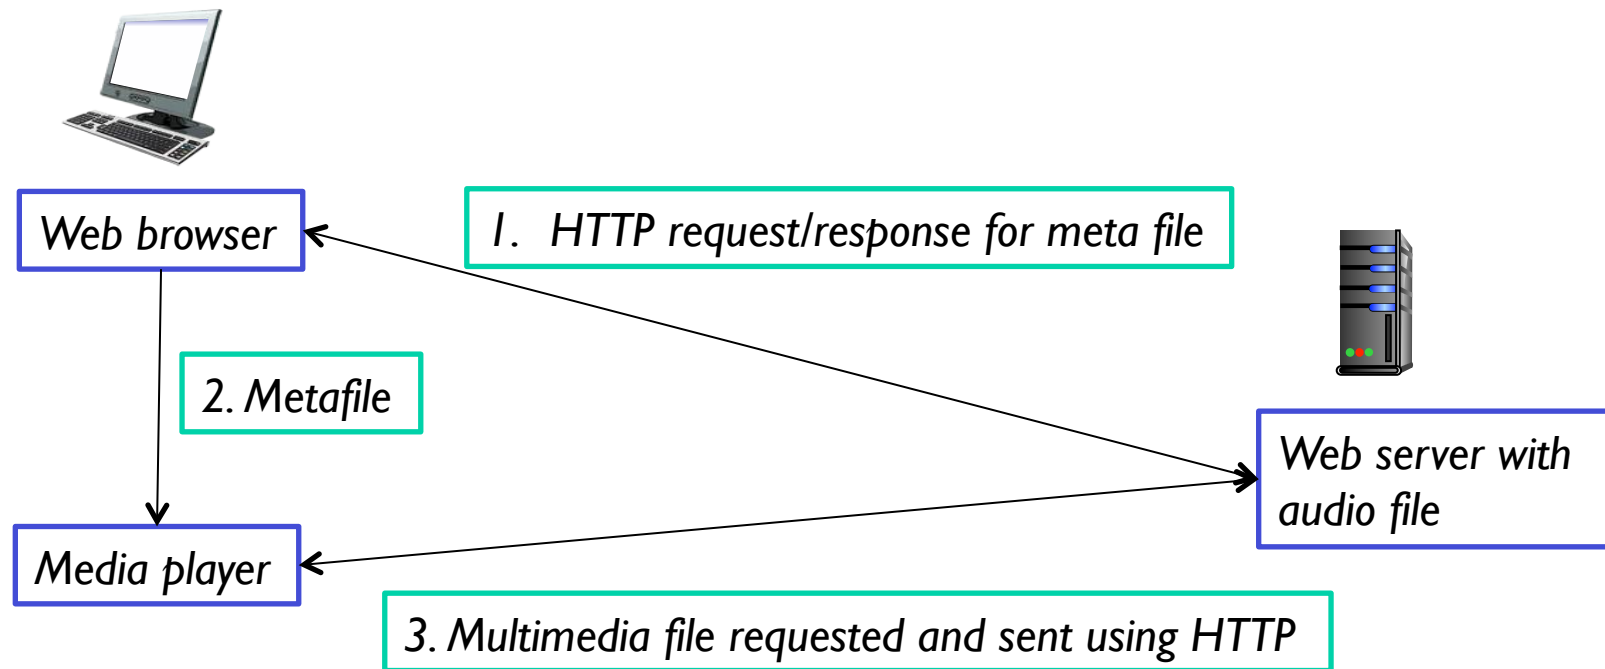 Web browser
1. HTTP request/response for meta file
2. Metafile
Web server with
audio file
Media player
3. Multimedia file requested and sent using HTTP